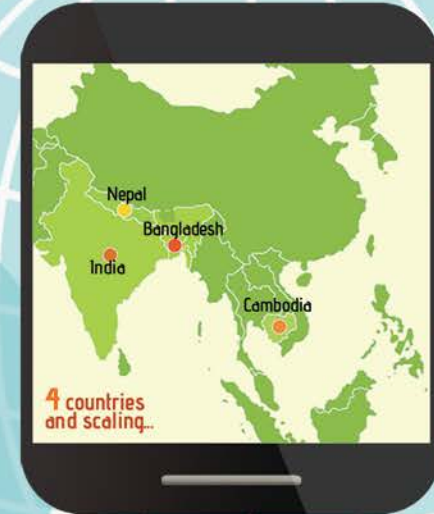 Nepal
Bangladesh
India
Cambodia
4 countries
and scaling...